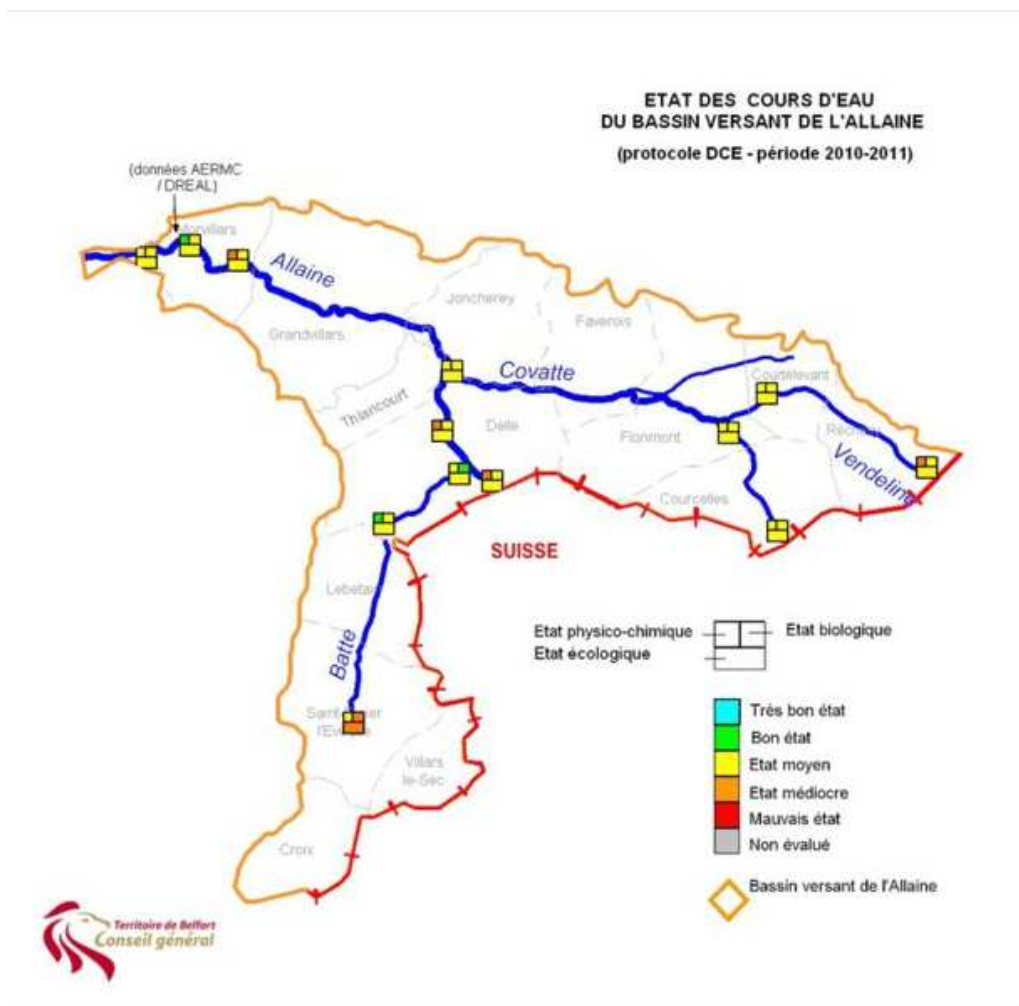 ETAT DES COURS D'EAU
DU BASSIN VERSANT DE L'ALLAINE
(protocole DCE - période 2010-2011)
(données AERMC
/ DREAL)
Morvillars
Allaine
Joncherey
Grandvillars
Faverois
Covatte
Courtelevant
Thiancourt
Delle
Florimont
Réchésy
Vendeline
Courcelles
SUISSE
Lebetain
Batte
Villars
le-Sec
Croix
Etat physico-chimique
Etat biologique
Etat écologique
Très bon état
Bon état
Etat moyen
Etat médiocre
Mauvais état
Non évalué
Bassin versant de l'Allaine
Territoire de Belfort
Conseil général